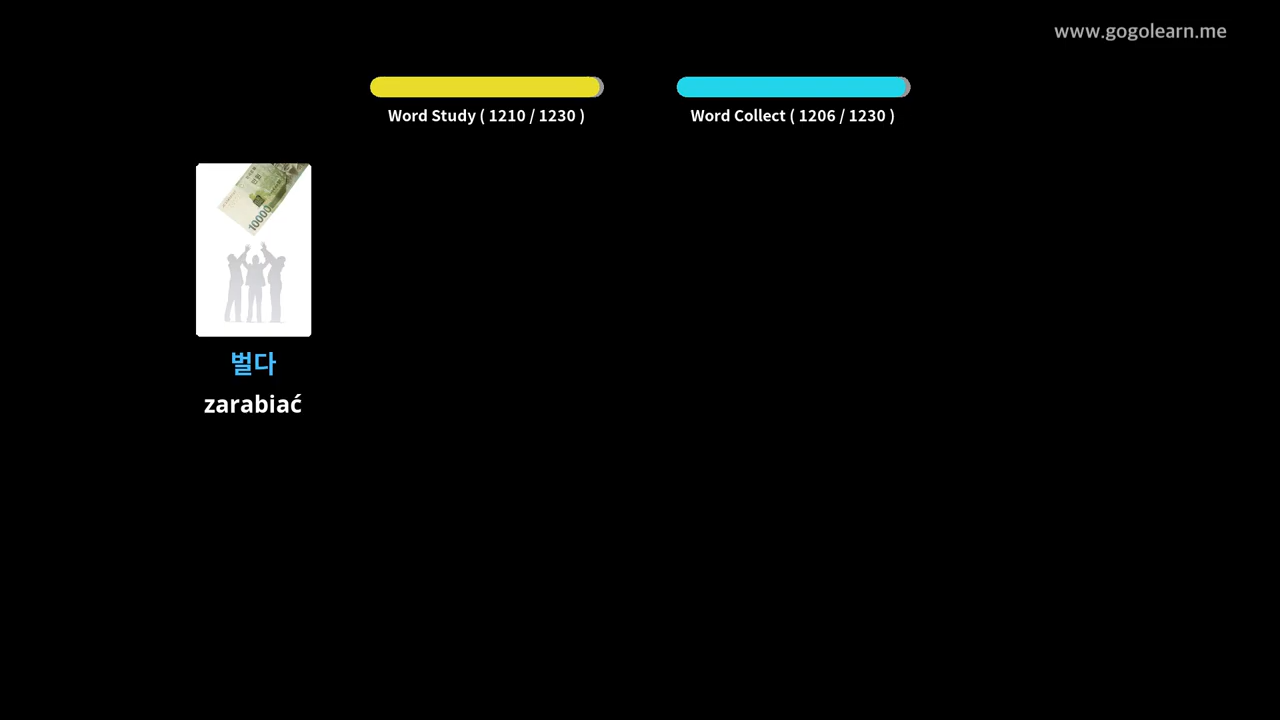 www.gogolearn.me
Word Study ( 1210 / 1230 )
Word Collect ( 1206 / 1230 )
10000
벌다
zarabiać